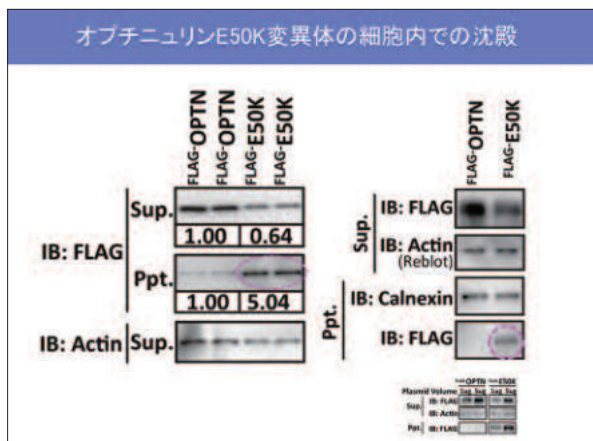 オプチニュリンE50K変異体の細胞内での沈殿
FLAG-OPTN
FLAG-OPTN
FLAG-E50K
FLAG-E50K
Sup.
1.00 0.64
IB: FLAG
Ppt.
1.00 5.04
IB: Actin Sup.
FLAG-OPTN
FLAG-E50K
Sup.
IB: FLAG
IB: Actin
(Reblot)
Ppt.
IB: Calnexin
IB: FLAG
OPTN E50K
Plasmid Volume
Sup. IB: FLAG
IB: Actin
Ppt. IB: FLAG